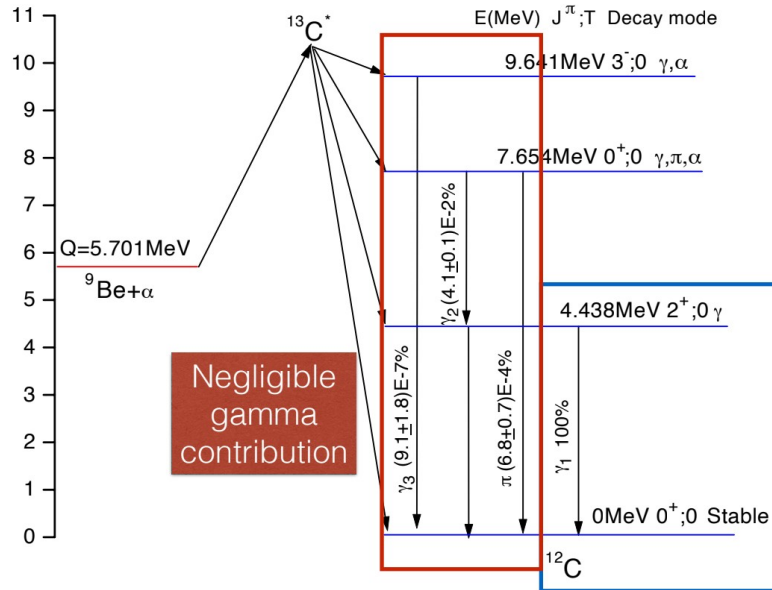 11
10
9
8
7
6
5
4
3
2
1
0
¹³C*
E(MeV) Jᵖⁱ;T Decay mode
9.641MeV 3⁻;0 γ,α
7.654MeV 0⁺;0 γ,π,α
Q=5.701MeV
⁹Be+α
4.438MeV 2⁺;0 γ
Negligible
gamma
contribution
γ₃ (9.1±1.8)E-7%
γ₂(4.1±0.1)E-2%
π(6.8±0.7)E-4%
γ₁ 100%
0MeV 0⁺;0 Stable
¹²C